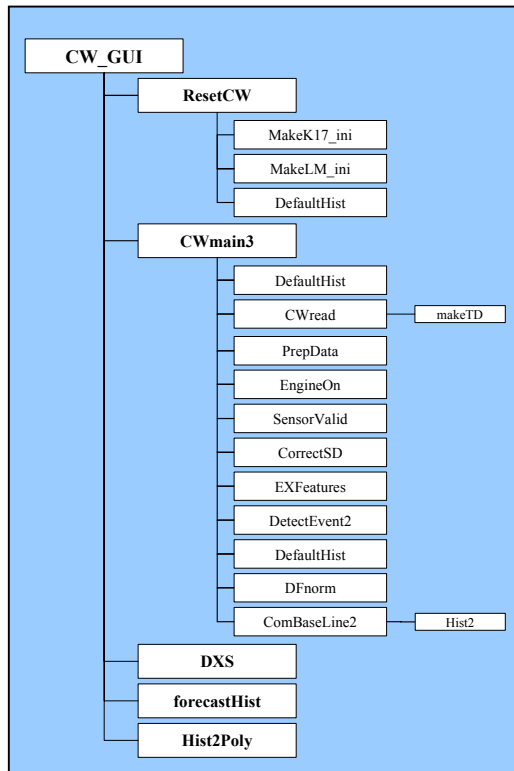 CW_GUI
ResetCW
MakeK17_ini
MakeLM_ini
DefaultHist
CWmain3
DefaultHist
CWread
makeTD
PrepData
EngineOn
SensorValid
CorrectSD
EXFeatures
DetectEvent2
DefaultHist
DFnorm
ComBaseLine2
Hist2
DXS
forecastHist
Hist2Poly